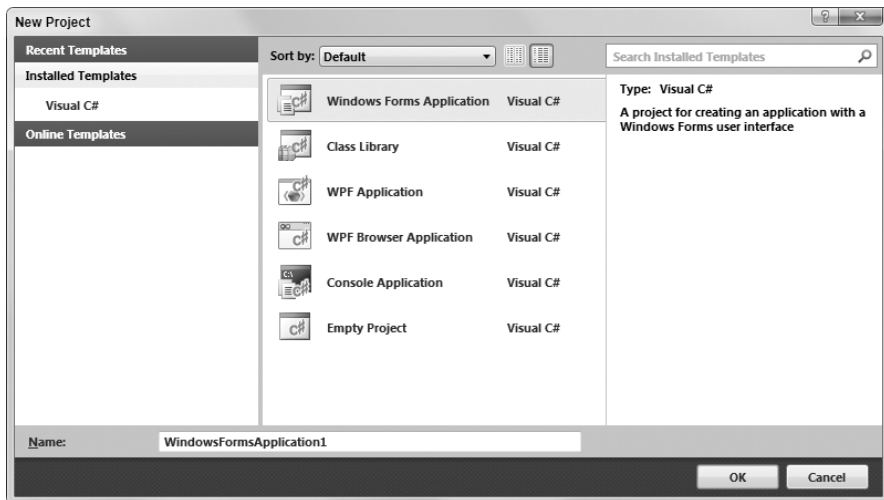 New Project
Recent Templates
Installed Templates
Visual C#
Online Templates
Sort by: Default
Search Installed Templates
Windows Forms Application Visual C#
Class Library Visual C#
WPF Application Visual C#
WPF Browser Application Visual C#
Console Application Visual C#
Empty Project Visual C#
Type: Visual C#
A project for creating an application with a
Windows Forms user interface
Name: WindowsFormsApplication1
OK Cancel